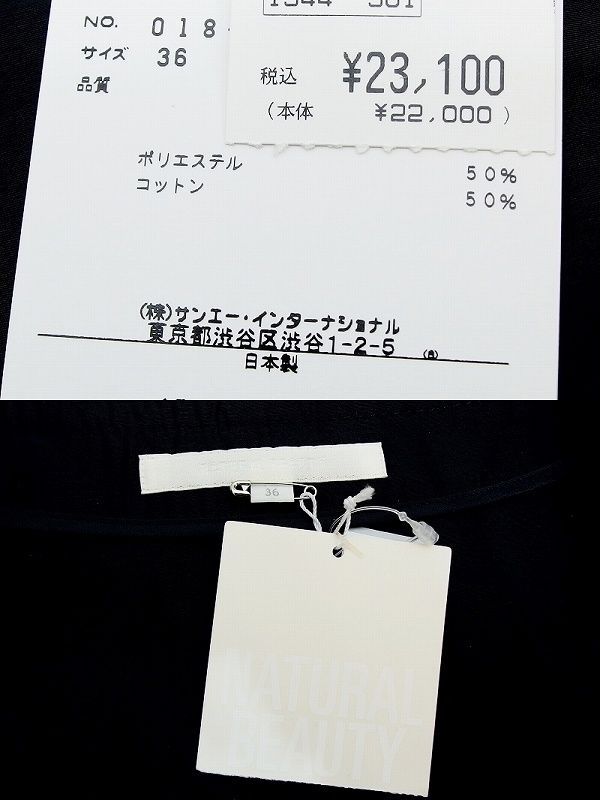 NO. 018-
サイズ 36
品質
税込 ¥23,100
(本体 ¥22,000)
ポリエステル 50%
コットン 50%
(株)サンエー・インターナショナル
東京都渋谷区渋谷1-2-5
日本製
36
NATURAL
BEAUTY